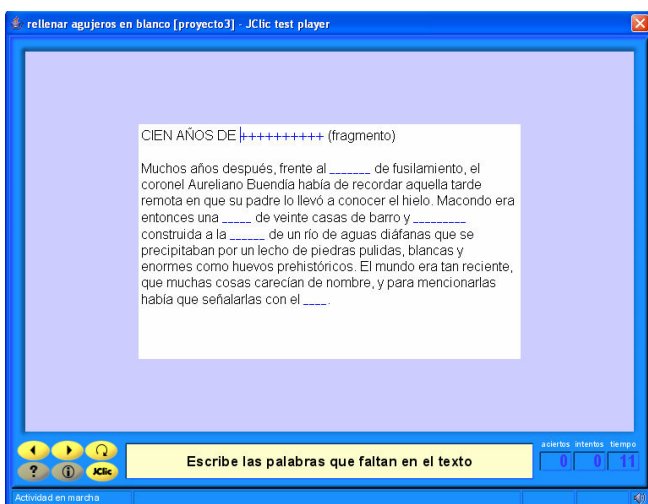 rellenar agujeros en blanco [proyecto3] - JClic test player
CIEN AÑOS DE ++++++++++ (fragmento)
Muchos años después, frente al _______ de fusilamiento, el
coronel Aureliano Buendía había de recordar aquella tarde
remota en que su padre lo llevó a conocer el hielo. Macondo era
entonces una _____ de veinte casas de barro y _________
construida a la ______ de un río de aguas diáfanas que se
precipitaban por un lecho de piedras pulidas, blancas y
enormes como huevos prehistóricos. El mundo era tan reciente,
que muchas cosas carecían de nombre, y para mencionarlas
había que señalarlas con el ____.
? i JClic
Escribe las palabras que faltan en el texto
aciertos intentos tiempo
0 0 11
Actividad en marcha